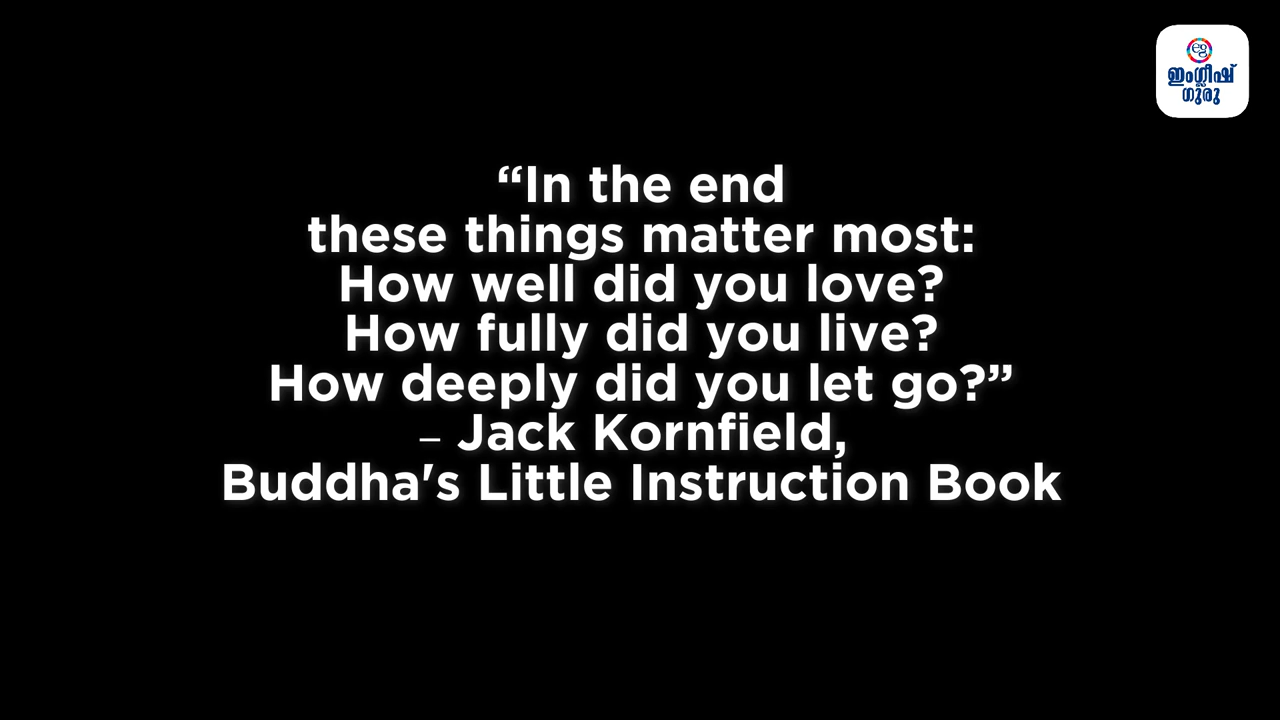 eg
ഇംഗ്ലീഷ്
ഗുരു
“In the end
these things matter most:
How well did you love?
How fully did you live?
How deeply did you let go?”
– Jack Kornfield,
Buddha's Little Instruction Book